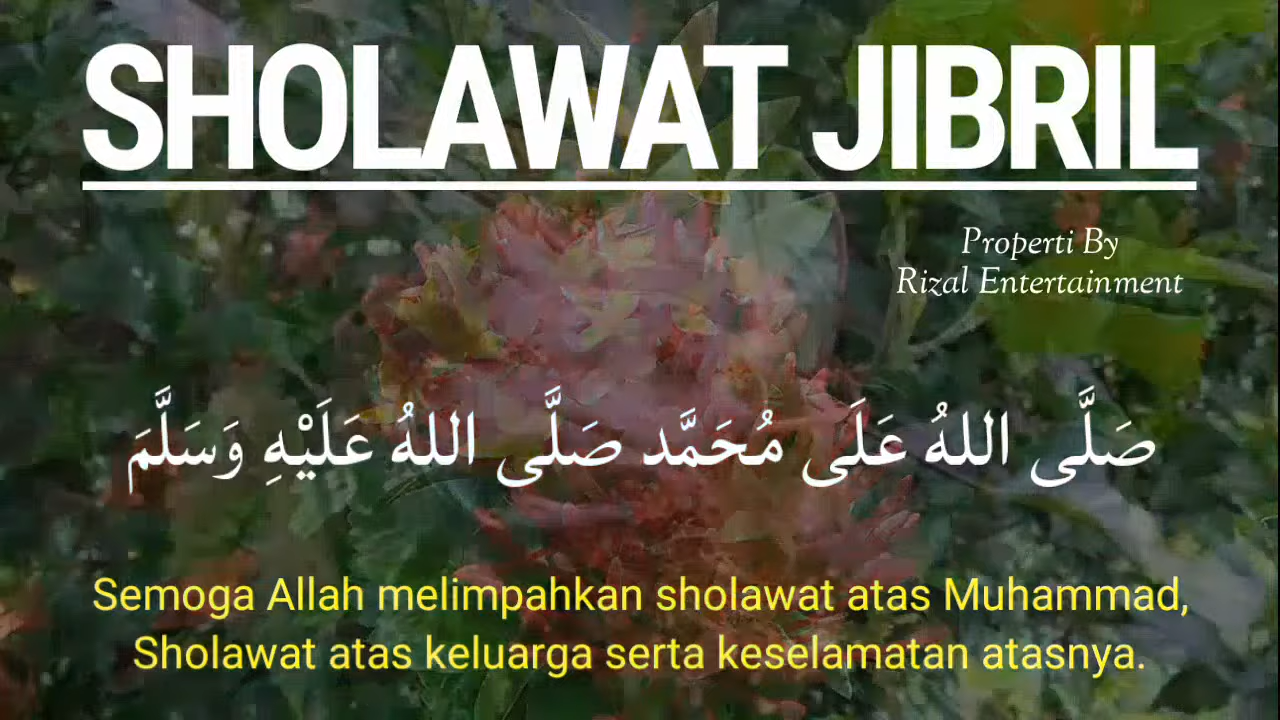 SHOLAWAT JIBRIL
Properti By
Rizal Entertainment
صَلَّى اللهُ عَلَى مُحَمَّد صَلَّى اللهُ عَلَيْهِ وَسَلَّمَ
Semoga Allah melimpahkan sholawat atas Muhammad,
Sholawat atas keluarga serta keselamatan atasnya.